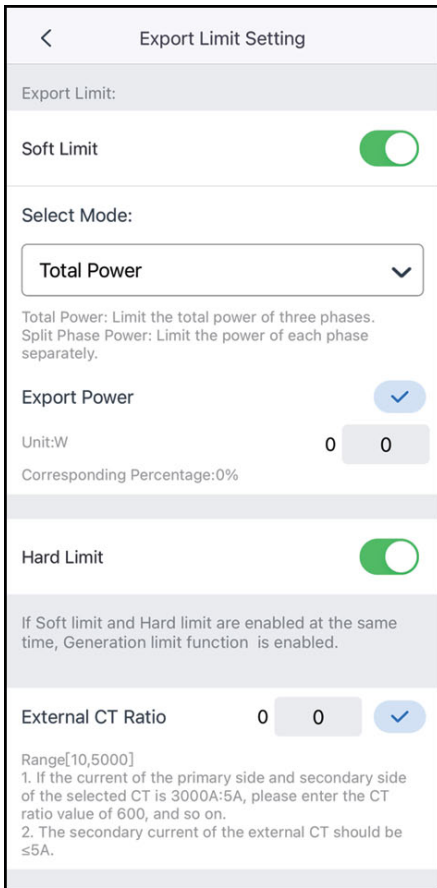 Export Limit Setting
Export Limit:
Soft Limit
Select Mode:
Total Power
Total Power: Limit the total power of three phases.
Split Phase Power: Limit the power of each phase
separately.
Export Power
Unit:W 0 0
Corresponding Percentage:0%
Hard Limit
If Soft limit and Hard limit are enabled at the same
time, Generation limit function is enabled.
External CT Ratio 0 0
Range[10,5000]
1. If the current of the primary side and secondary side
of the selected CT is 3000A:5A, please enter the CT
ratio value of 600, and so on.
2. The secondary current of the external CT should be
≤5A.